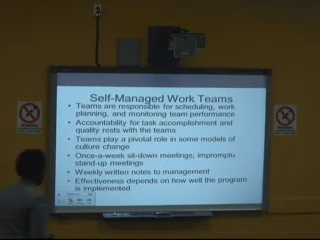 Self-Managed Work Teams
• Teams are responsible for scheduling, work
planning, and monitoring team performance
• Accountability for task accomplishment and
quality rests with the teams
• Teams play a pivotal role in some models of
culture change
• Once-a-week sit-down meetings; impromptu
stand-up meetings
• Weekly written notes to management
• Effectiveness depends on how well the program
is implemented